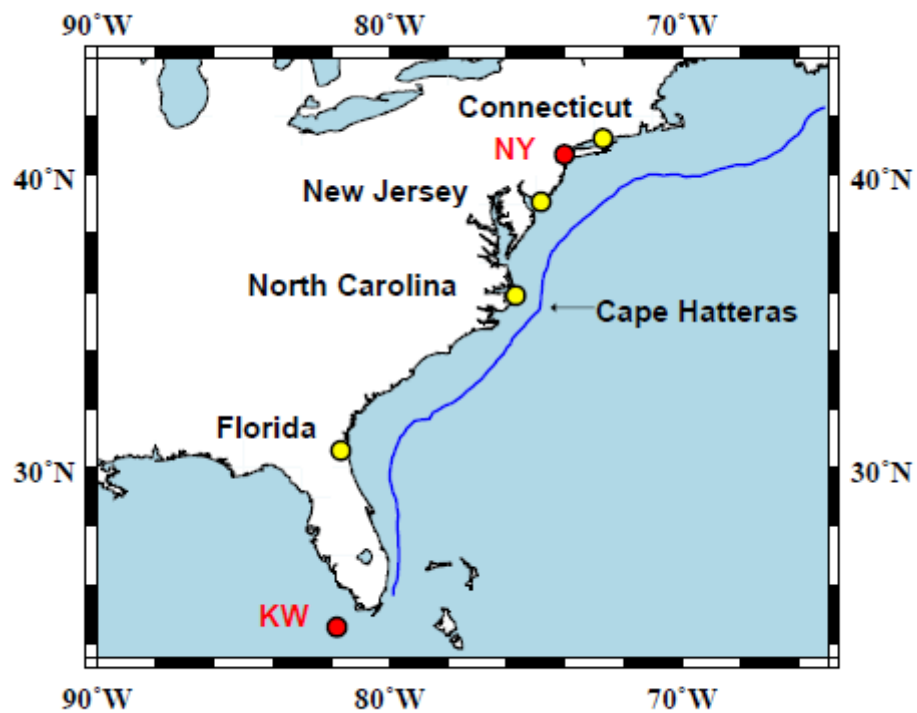 90°W 80°W 70°W
Connecticut
NY
40°N 40°N
New Jersey
North Carolina
Cape Hatteras
Florida
30°N 30°N
KW
90°W 80°W 70°W